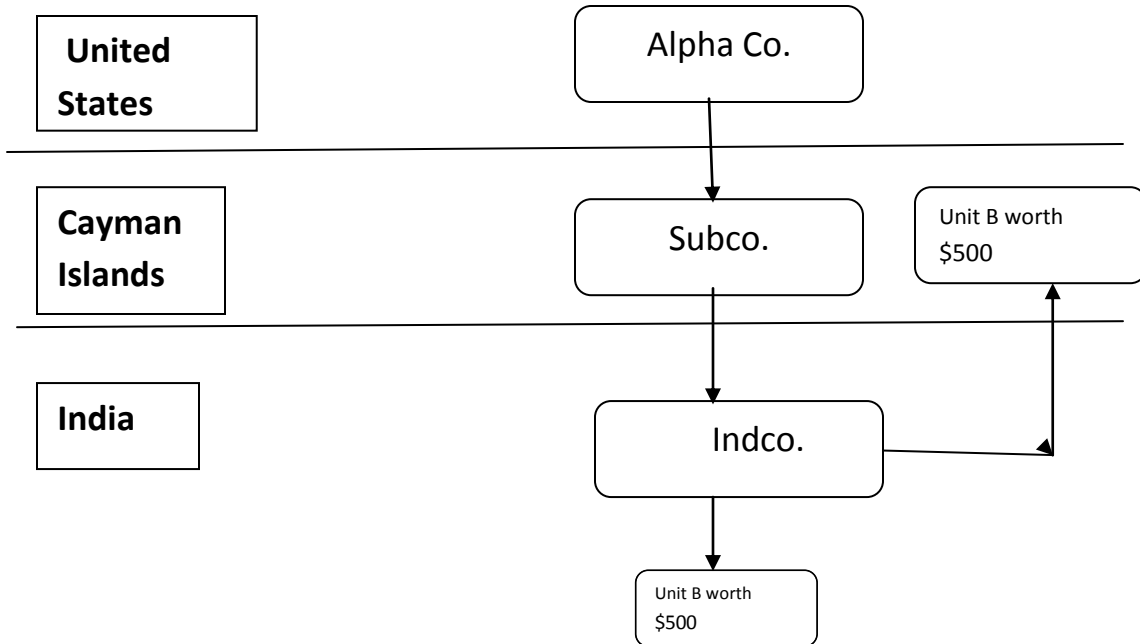 United
States
Alpha Co.
Cayman
Islands
Subco.
Unit B worth
$500
India
Indco.
Unit B worth
$500